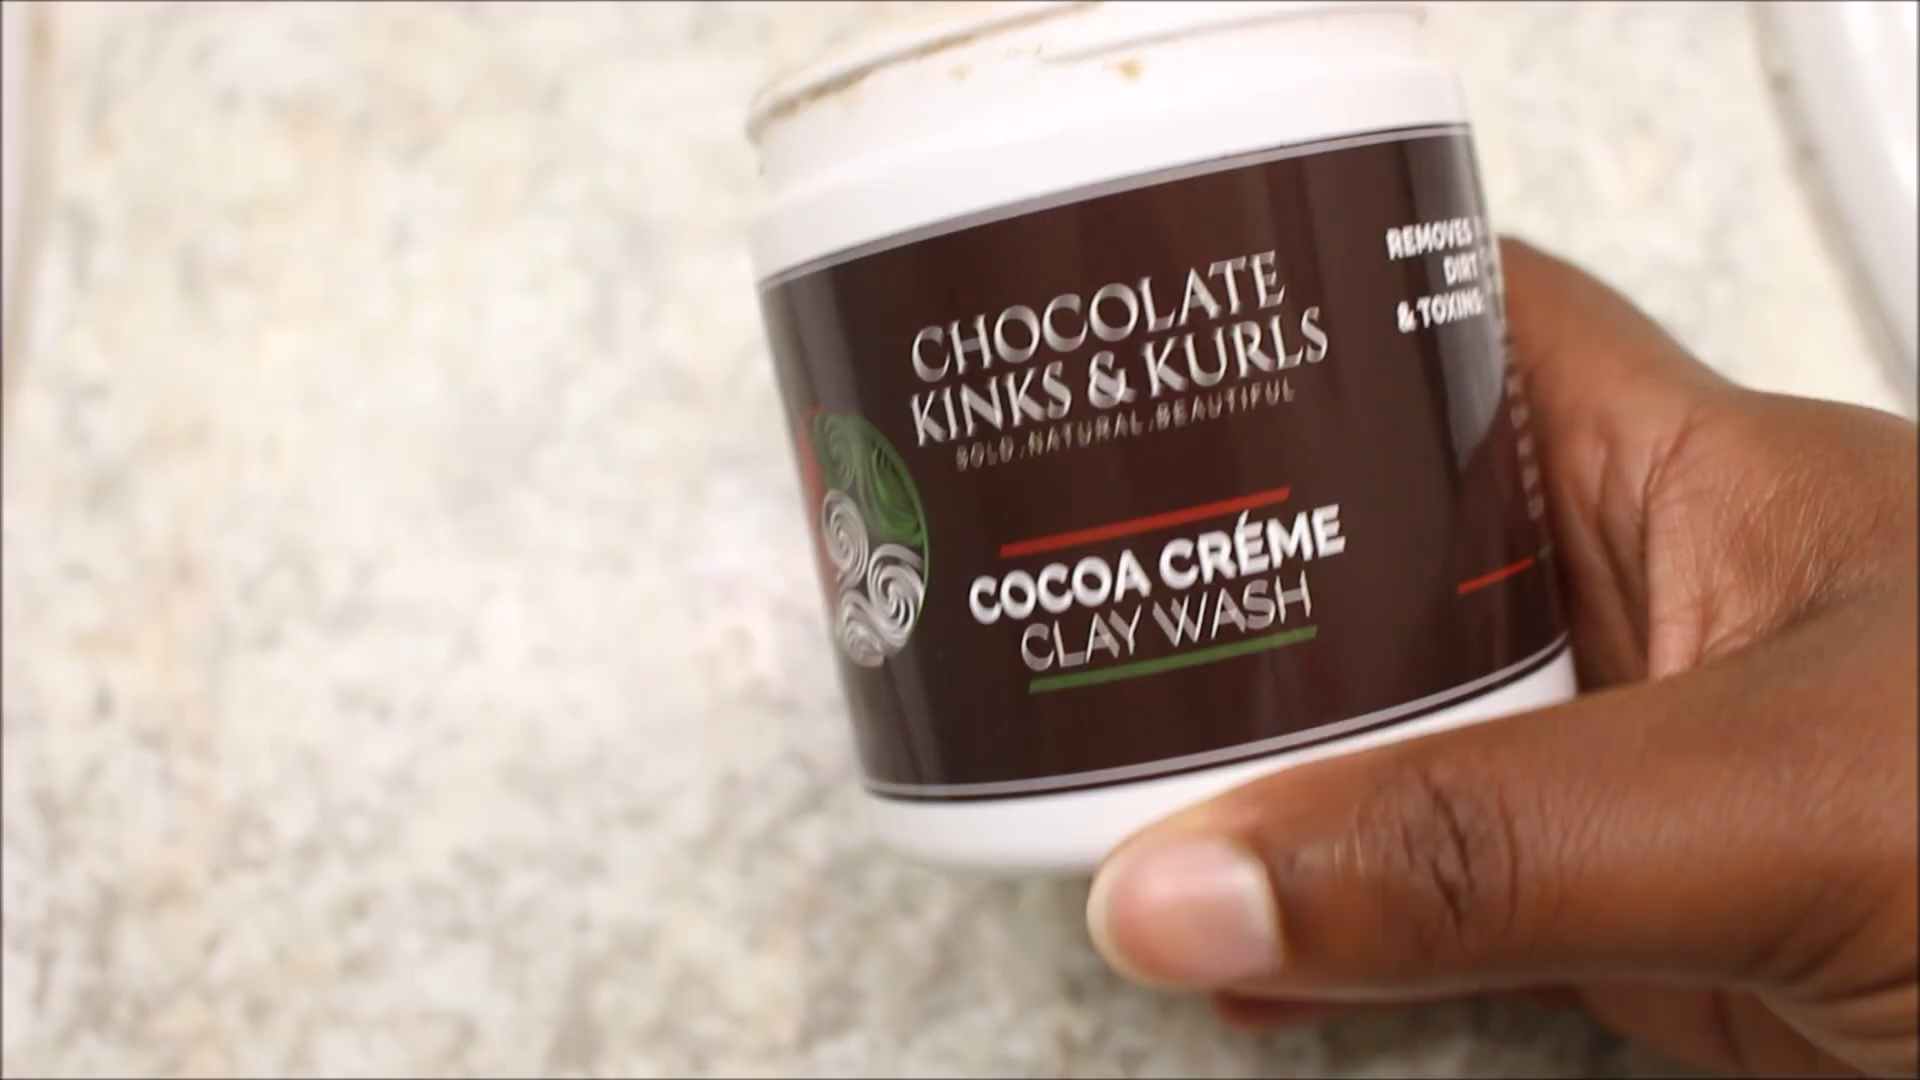 CHOCOLATE
KINKS & KURLS
BOLD.NATURAL.BEAUTIFUL
COCOA CRÉME
CLAY WASH
REMOVES
DIRT
& TOXINS